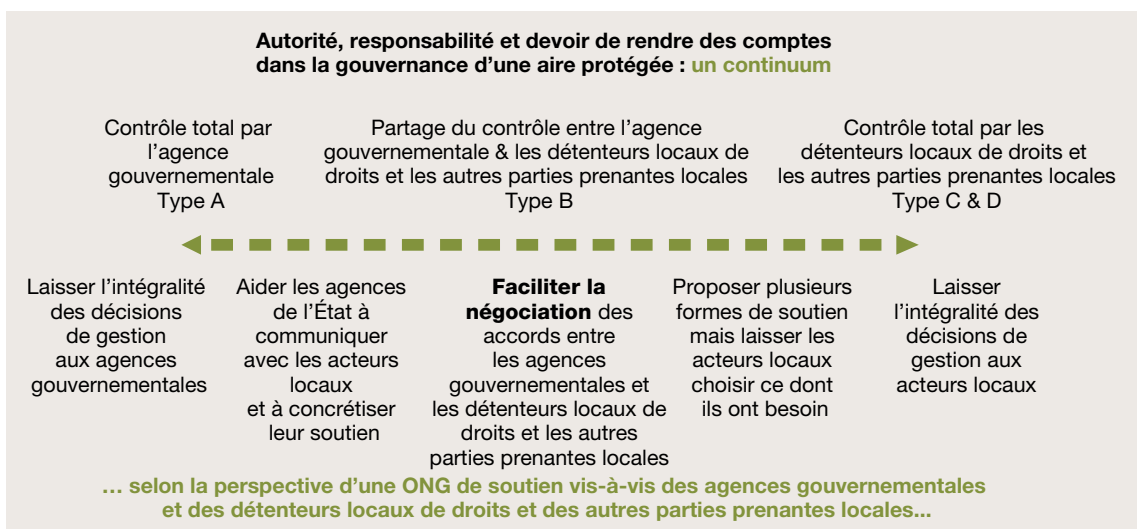 Autorité, responsabilité et devoir de rendre des comptes
dans la gouvernance d’une aire protégée : un continuum
Contrôle total par
l’agence
gouvernementale
Type A
Partage du contrôle entre l’agence
gouvernementale & les détenteurs locaux de
droits et les autres parties prenantes locales
Type B
Contrôle total par les
détenteurs locaux de droits et
les autres parties prenantes locales
Type C & D
Laisser l’intégralité
des décisions
de gestion
aux agences
gouvernementales
Aider les agences
de l’État à
communiquer
avec les acteurs
locaux
et à concrétiser
leur soutien
Faciliter la
négociation des
accords entre
les agences
gouvernementales et
les détenteurs locaux de
droits et les autres
parties prenantes locales
Proposer plusieurs
formes de soutien
mais laisser les
acteurs locaux
choisir ce dont
ils ont besoin
Laisser
l’intégralité des
décisions de
gestion aux
acteurs locaux
… selon la perspective d’une ONG de soutien vis-à-vis des agences gouvernementales
et des détenteurs locaux de droits et des autres parties prenantes locales...